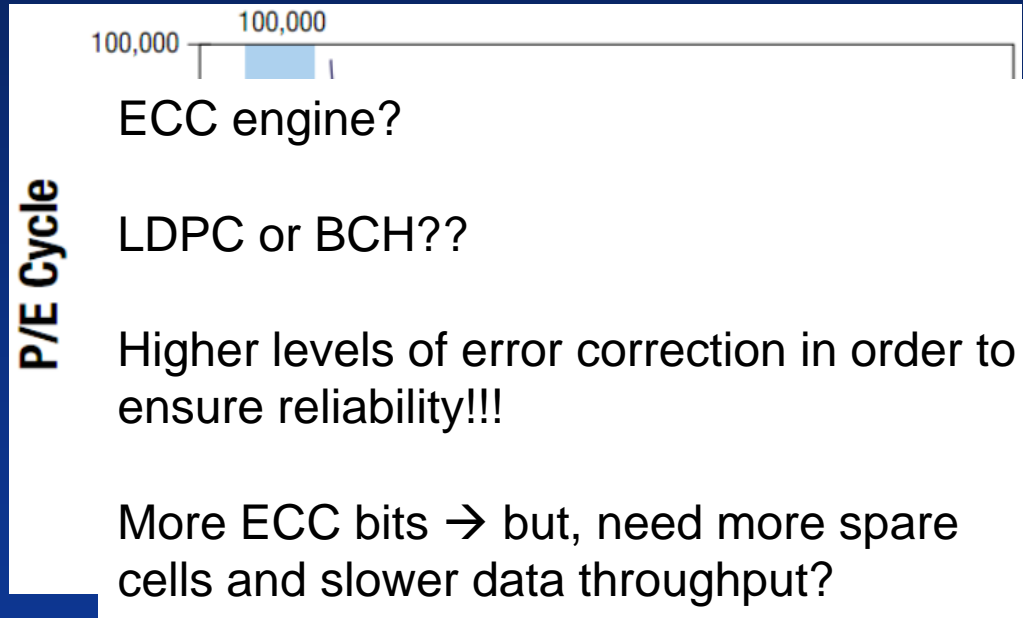 100,000
100,000
P/E Cycle
ECC engine?
LDPC or BCH??
Higher levels of error correction in order to
ensure reliability!!!
More ECC bits → but, need more spare
cells and slower data throughput?